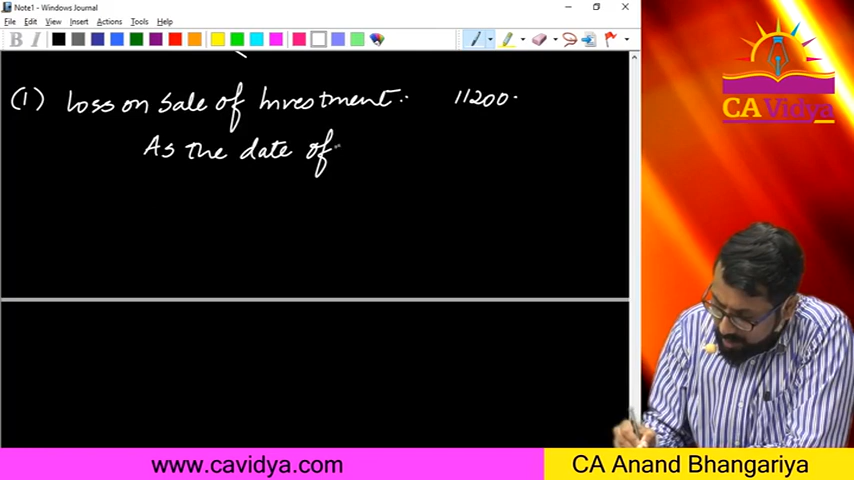 Note1 - Windows Journal
File Edit View Insert Actions Tools Help
B I
(1) Loss on Sale of Investment. 11200.
As the date of
CA Vidya
www.cavidya.com
CA Anand Bhangariya